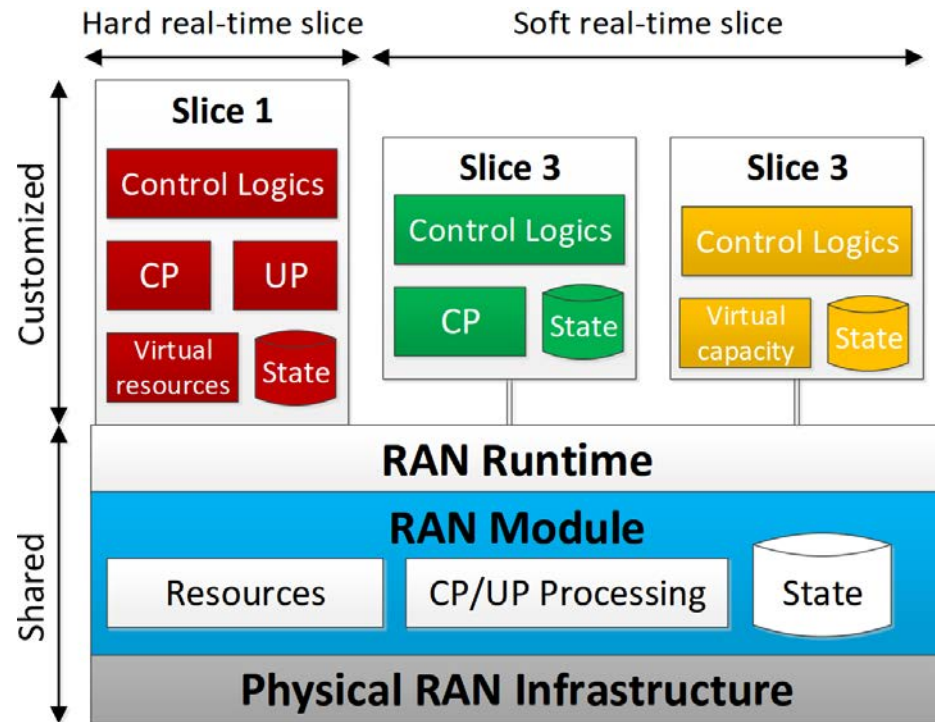 Hard real-time slice
Soft real-time slice
Customized
Slice 1
Control Logics
CP
UP
Virtual
resources
State
Slice 3
Control Logics
CP
State
Slice 3
Control Logics
Virtual
capacity
State
Shared
RAN Runtime
RAN Module
Resources
CP/UP Processing
State
Physical RAN Infrastructure